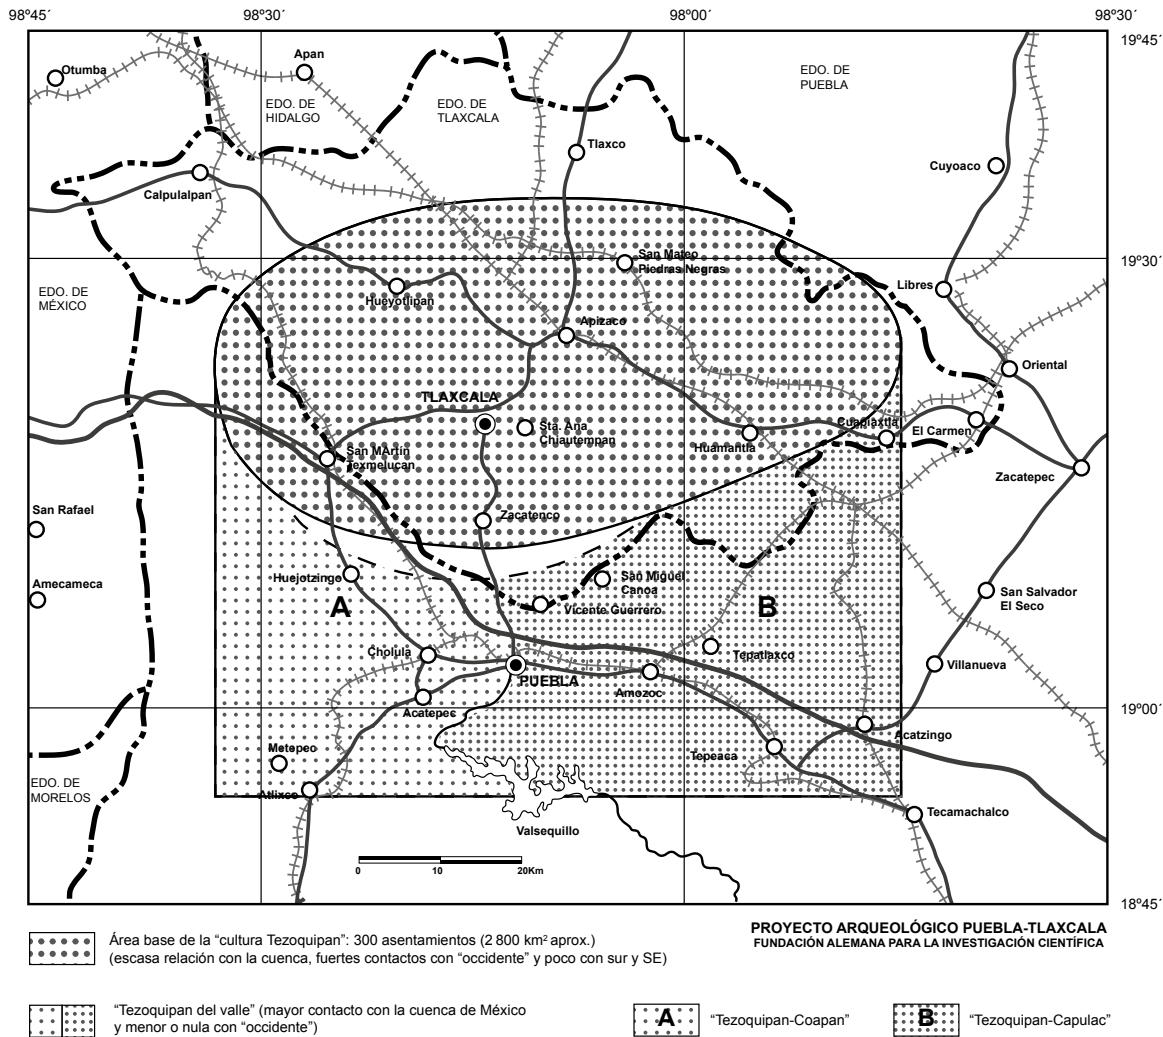 98º45´ 98º30´ 98º00´ 98º30´
19º45´
Otumba
Apan
EDO. DE
HIDALGO
EDO. DE
TLAXCALA
EDO. DE
PUEBLA
Tlaxco
Cuyoaco
Calpulalpan
San Mateo
Piedras Negras
19º30´
EDO. DE
MÉXICO
Hueyotlipan
Libres
Apizaco
Oriental
TLAXCALA
Sta. Ana
Chiautempan
Cuapiaxtla
El Carmen
Huamantla
San MArtín
Texmelucan
Zacatepec
San Rafael
Zacatenco
Huejotzingo
San Miguel
Canoa
Amecameca
A
Vicente Guerrero
B
San Salvador
El Seco
Cholula
Tepatlaxco
Villanueva
PUEBLA
Amozoc
Acatepec
19º00´
Acatzingo
Metepec
Tepeaca
EDO. DE
MORELOS
Atlixco
Tecamachalco
Valsequillo
0 10 20Km
18º45´
PROYECTO ARQUEOLÓGICO PUEBLA-TLAXCALA
FUNDACIÓN ALEMANA PARA LA INVESTIGACIÓN CIENTÍFICA
Área base de la “cultura Tezoquipan”: 300 asentamientos (2 800 km² aprox.)
(escasa relación con la cuenca, fuertes contactos con “occidente” y poco con sur y SE)
“Tezoquipan del valle” (mayor contacto con la cuenca de México
y menor o nula con “occidente”)
A “Tezoquipan-Coapan”
B “Tezoquipan-Capulac”